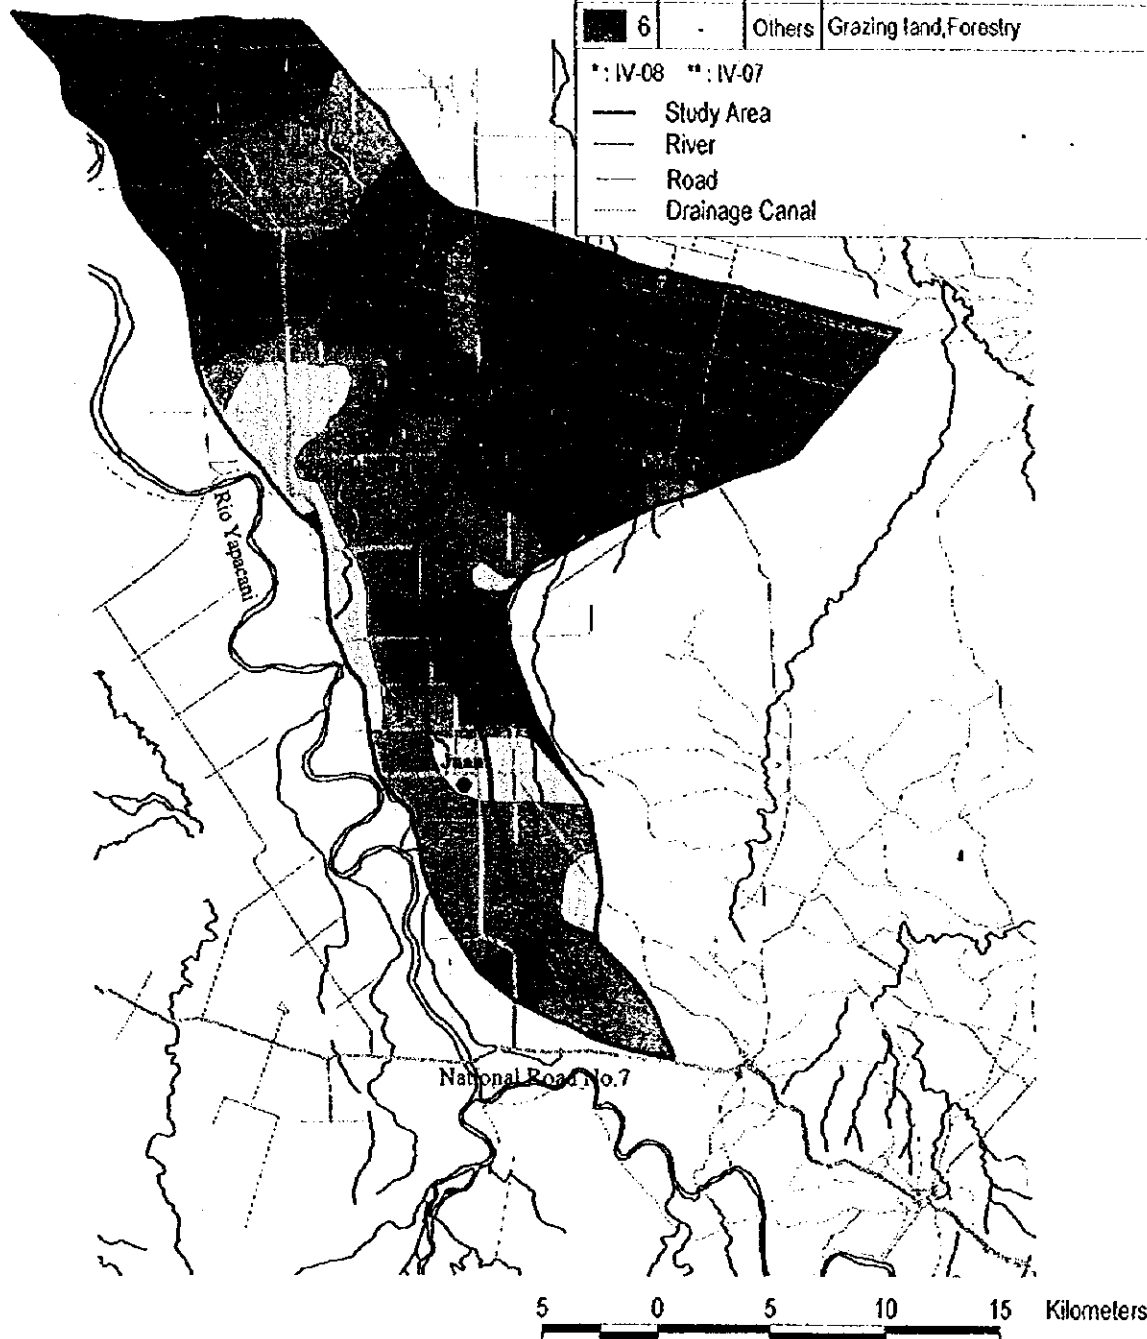 6 - Others Grazing land,Forestry
*: IV-08 **: IV-07
Study Area
River
Road
Drainage Canal
Rio Yapacani
Juan
National Road No.7
5 0 5 10 15 Kilometers